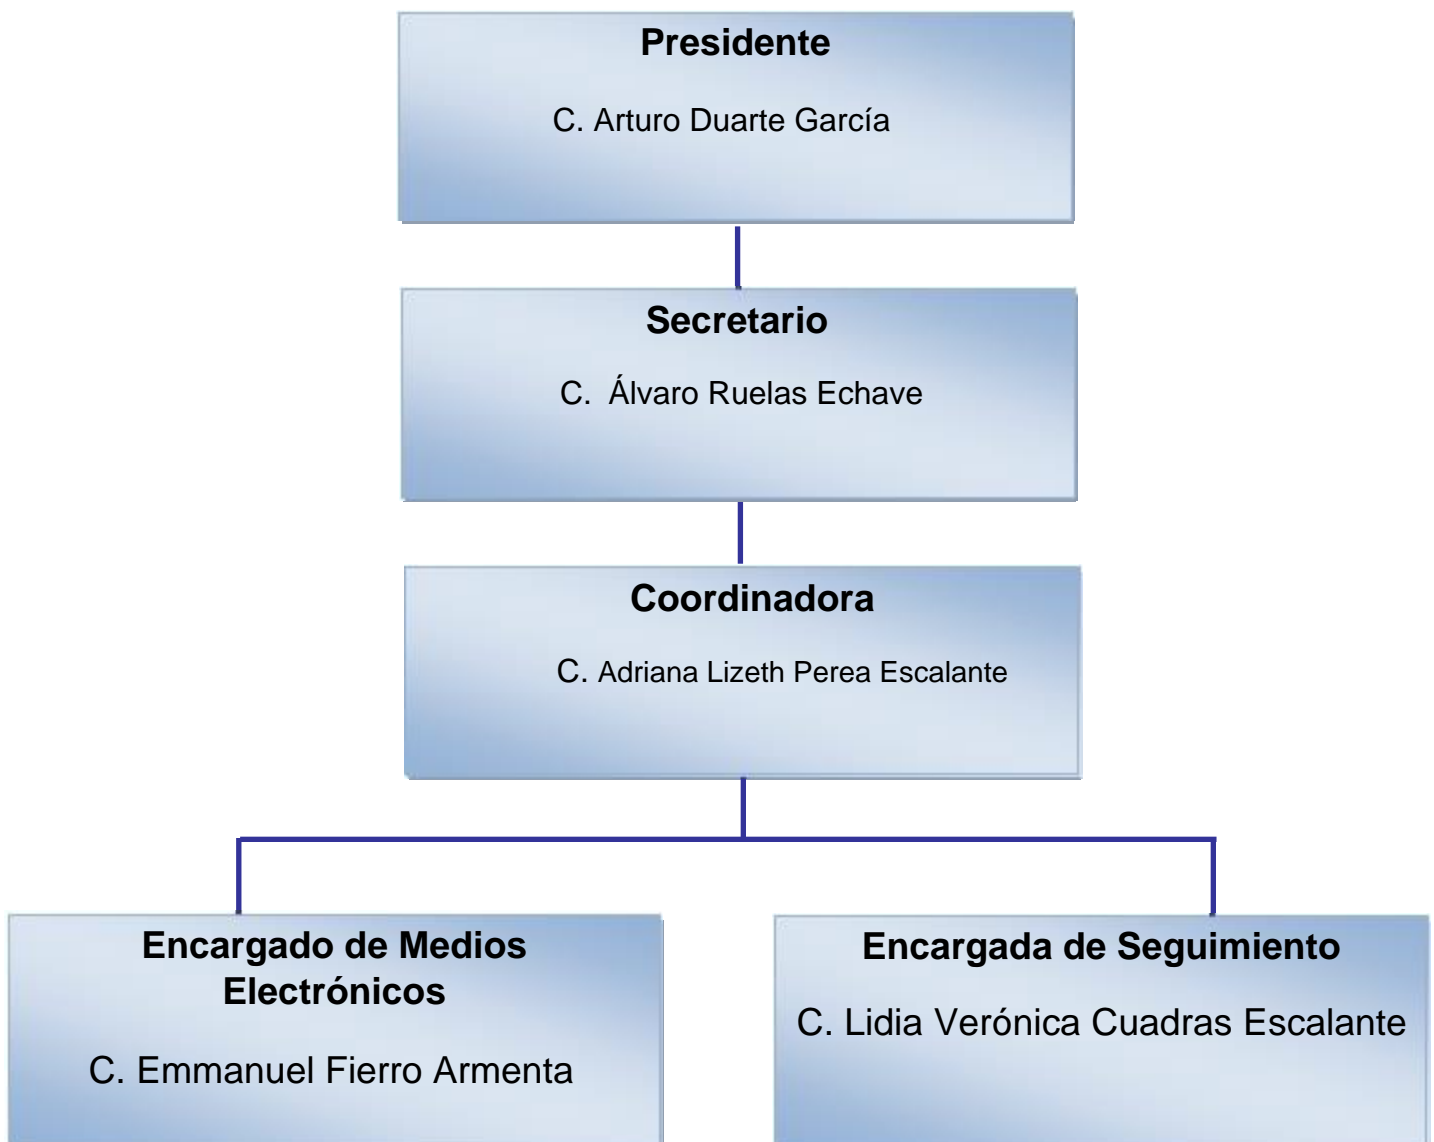 Presidente
C. Arturo Duarte García
Secretario
C. Álvaro Ruelas Echave
Coordinadora
C. Adriana Lizeth Perea Escalante
Encargado de Medios
Electrónicos
C. Emmanuel Fierro Armenta
Encargada de Seguimiento
C. Lidia Verónica Cuadras Escalante